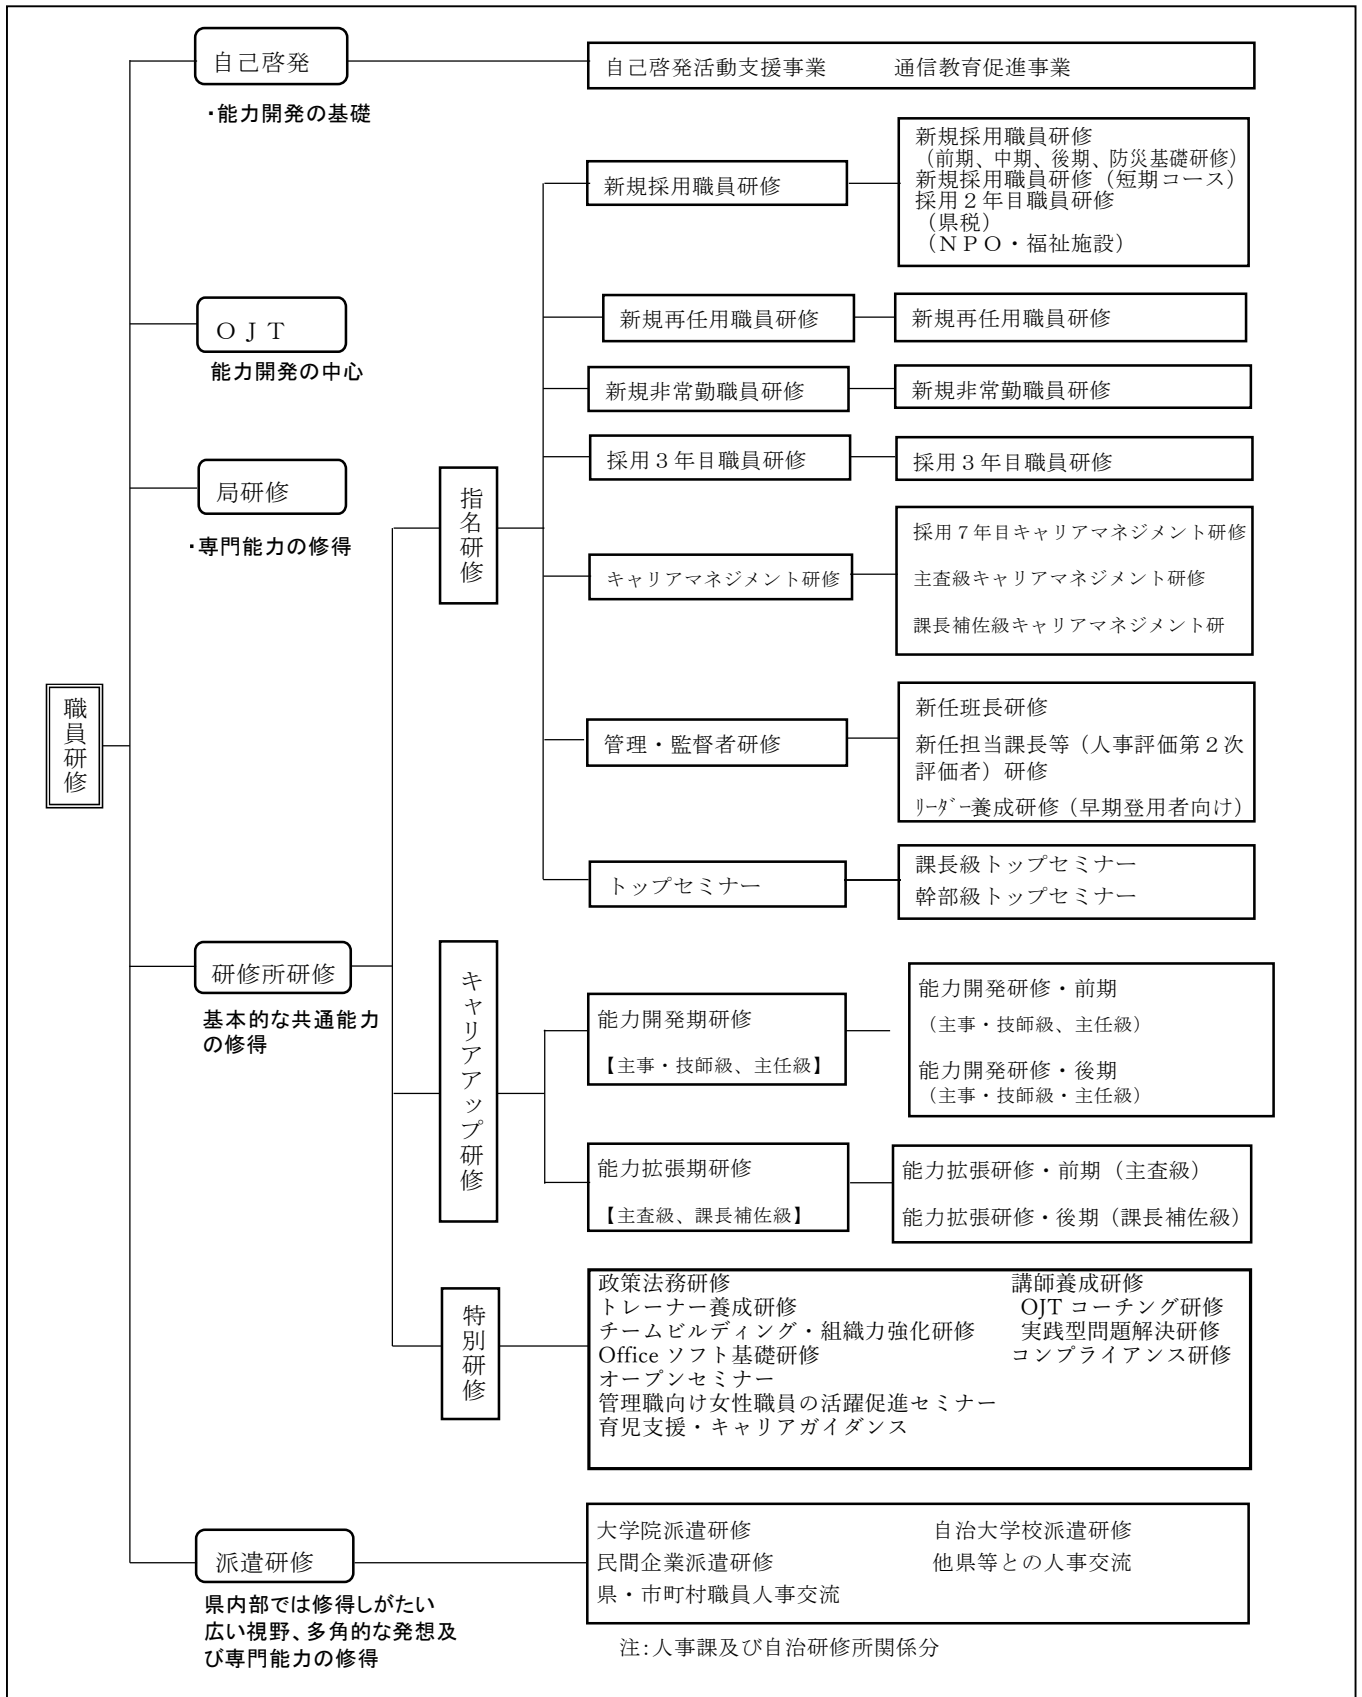 自己啓発
自己啓発活動支援事業　　通信教育促進事業
・能力開発の基礎
新規採用職員研修
新規採用職員研修
（前期、中期、後期、防災基礎研修）
新規採用職員研修（短期コース）
採用２年目職員研修
（県税）
（ＮＰＯ・福祉施設）
ＯＪＴ
能力開発の中心
新規再任用職員研修
新規再任用職員研修
新規非常勤職員研修
新規非常勤職員研修
採用３年目職員研修
採用３年目職員研修
局研修
・専門能力の修得
指名研修
キャリアマネジメント研修
採用７年目キャリアマネジメント研修
主査級キャリアマネジメント研修
課長補佐級キャリアマネジメント研
職員研修
管理・監督者研修
新任班長研修
新任担当課長等（人事評価第２次
評価者）研修
ﾘｰﾀﾞｰ養成研修（早期登用者向け）
トップセミナー
課長級トップセミナー
幹部級トップセミナー
研修所研修
基本的な共通能力
の修得
キャリアアップ研修
能力開発期研修
【主事・技師級、主任級】
能力開発研修・前期
（主事・技師級、主任級）
能力開発研修・後期
（主事・技師級・主任級）
能力拡張期研修
【主査級、課長補佐級】
能力拡張研修・前期（主査級）
能力拡張研修・後期（課長補佐級）
特別研修
政策法務研修　　講師養成研修
トレーナー養成研修　　OJT コーチング研修
チームビルディング・組織力強化研修　　実践型問題解決研修
Office ソフト基礎研修　　コンプライアンス研修
オープンセミナー
管理職向け女性職員の活躍促進セミナー
育児支援・キャリアガイダンス
派遣研修
県内部では修得しがたい
広い視野、多角的な発想及
び専門能力の修得
大学院派遣研修　　自治大学校派遣研修
民間企業派遣研修　　他県等との人事交流
県・市町村職員人事交流
注：人事課及び自治研修所関係分